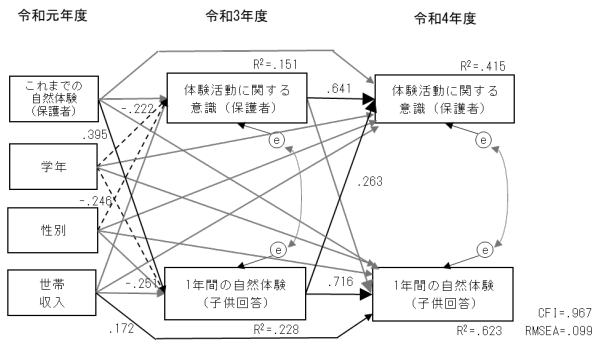 令和元年度
令和3年度
令和4年度
R²=.151
R²=.415
これまでの
自然体験
(保護者)
体験活動に関する
意識(保護者)
.641
体験活動に関する
意識(保護者)
-.222
.395
e
e
学年
-.246
.263
性別
e
e
世帯
収入
-.251
1年間の自然体験
(子供回答)
.716
1年間の自然体験
(子供回答)
.172
R²=.228
R²=.623
CFI=.967
RMSEA=.099